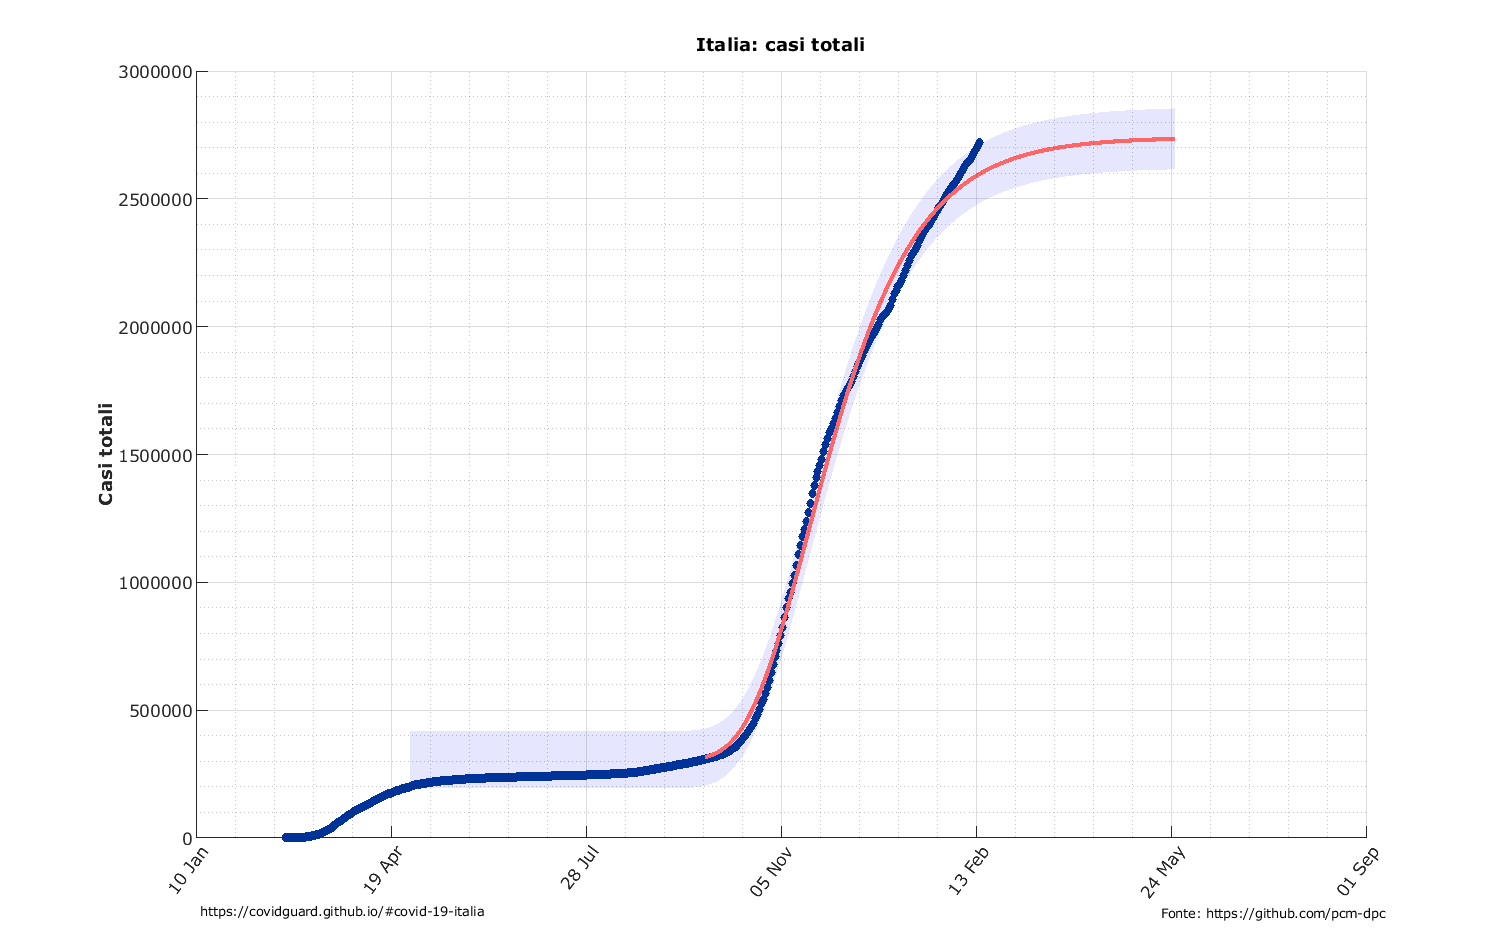 Italia: casi totali
3000000
2500000
2000000
1500000
1000000
500000
0
Casi totali
10 Jan
19 Apr
28 Jul
05 Nov
13 Feb
24 May
01 Sep
https://covidguard.github.io/#covid-19-italia
Fonte: https://github.com/pcm-dpc